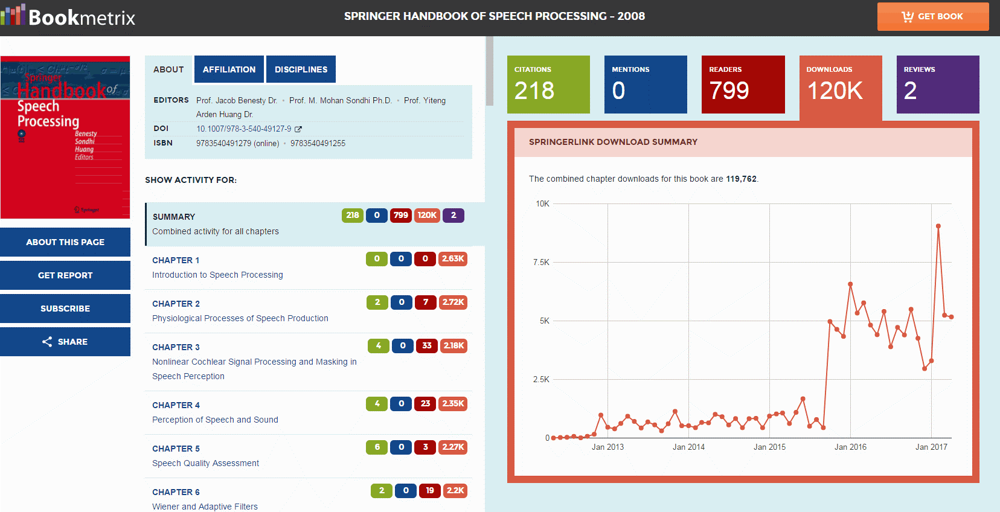 Bookmetrix
SPRINGER HANDBOOK OF SPEECH PROCESSING - 2008
GET BOOK
Springer
Handbook of
Speech
Processing
Benesty
Sondhi
Huang
Editors
Springer
ABOUT THIS PAGE
GET REPORT
SUBSCRIBE
SHARE
ABOUT AFFILIATION DISCIPLINES
EDITORS Prof. Jacob Benesty Dr. • Prof. M. Mohan Sondhi Ph.D. • Prof. Yiteng
Arden Huang Dr.
DOI 10.1007/978-3-540-49127-9
ISBN 9783540491279 (online) • 9783540491255
SHOW ACTIVITY FOR:
SUMMARY 218 0 799 120K 2
Combined activity for all chapters
CHAPTER 1 0 0 0 2.63K
Introduction to Speech Processing
CHAPTER 2 2 0 7 2.72K
Physiological Processes of Speech Production
CHAPTER 3 4 0 33 2.18K
Nonlinear Cochlear Signal Processing and Masking in
Speech Perception
CHAPTER 4 4 0 23 2.35K
Perception of Speech and Sound
CHAPTER 5 6 0 3 2.27K
Speech Quality Assessment
CHAPTER 6 2 0 19 2.2K
Wiener and Adaptive Filters
CITATIONS MENTIONS READERS DOWNLOADS REVIEWS
218 0 799 120K 2
SPRINGERLINK DOWNLOAD SUMMARY
The combined chapter downloads for this book are 119,762.
10K
7.5K
5K
2.5K
0
Jan 2013 Jan 2014 Jan 2015 Jan 2016 Jan 2017